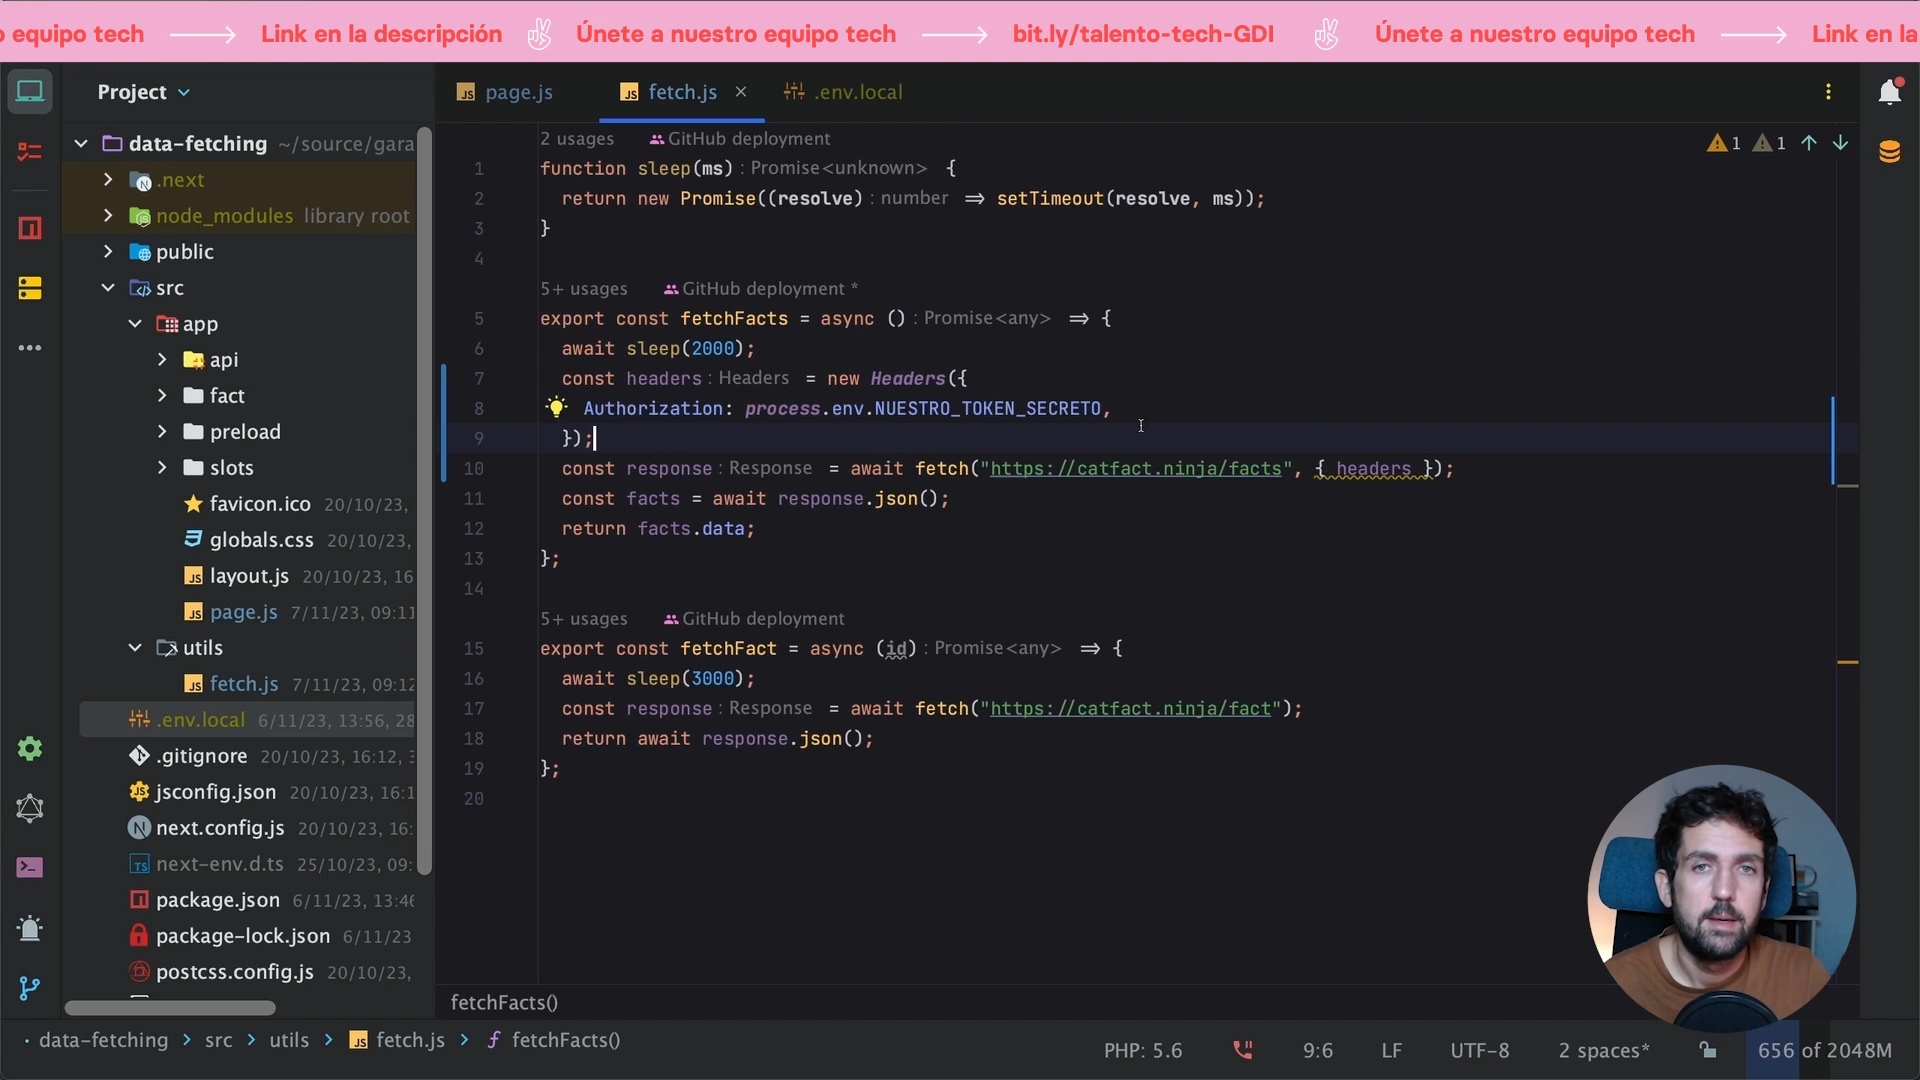 o equipo tech → Link en la descripción Únete a nuestro equipo tech → bit.ly/talento-tech-GDI Únete a nuestro equipo tech → Link en la
Project
page.js
fetch.js
.env.local
data-fetching ~/source/gara
.next
node_modules library root
public
src
app
api
fact
preload
slots
favicon.ico 20/10/23,
globals.css 20/10/23,
layout.js 20/10/23, 16
page.js 7/11/23, 09:11
utils
fetch.js 7/11/23, 09:12
.env.local 6/11/23, 13:56, 28
.gitignore 20/10/23, 16:12, 3
jsconfig.json 20/10/23, 16:1
next.config.js 20/10/23, 16:
next-env.d.ts 25/10/23, 09:
package.json 6/11/23, 13:46
package-lock.json 6/11/23
postcss.config.js 20/10/23,
2 usages GitHub deployment
1 function sleep(ms) : Promise<unknown> {
2 return new Promise((resolve) : number => setTimeout(resolve, ms));
3 }
4
5+ usages GitHub deployment *
5 export const fetchFacts = async () : Promise<any> => {
6 await sleep(2000);
7 const headers : Headers = new Headers({
8 Authorization: process.env.NUESTRO_TOKEN_SECRETO,
9 });
10 const response : Response = await fetch("https://catfact.ninja/facts", { headers });
11 const facts = await response.json();
12 return facts.data;
13 };
14
5+ usages GitHub deployment
15 export const fetchFact = async (id) : Promise<any> => {
16 await sleep(3000);
17 const response : Response = await fetch("https://catfact.ninja/fact");
18 return await response.json();
19 };
20
1 1
fetchFacts()
data-fetching > src > utils > fetch.js > fetchFacts()
PHP: 5.6 9:6 LF UTF-8 2 spaces* 656 of 2048M